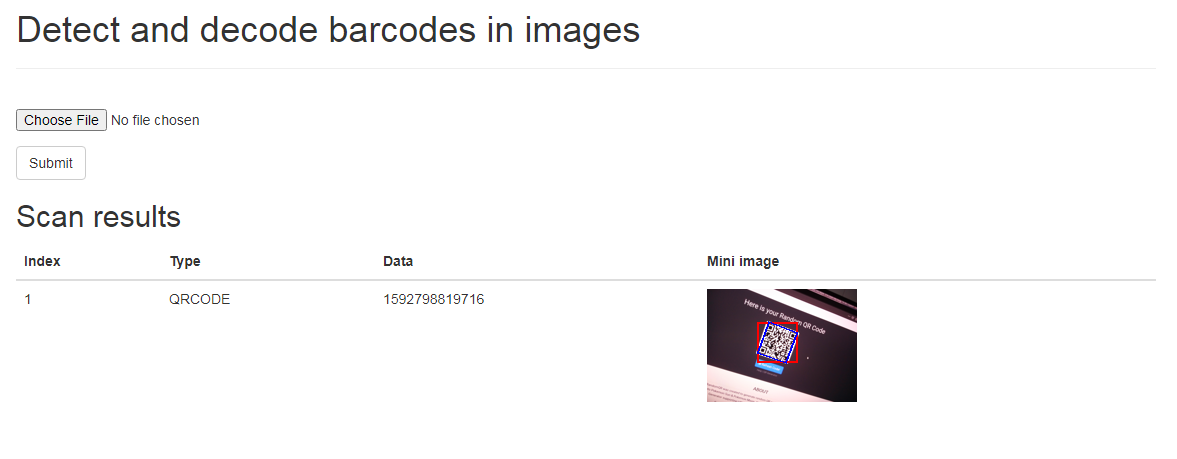 Detect and decode barcodes in images
Choose File No file chosen
Submit
Scan results
Index Type Data Mini image
1 QRCODE 1592798819716
Here is your Random QR Code
ABOUT